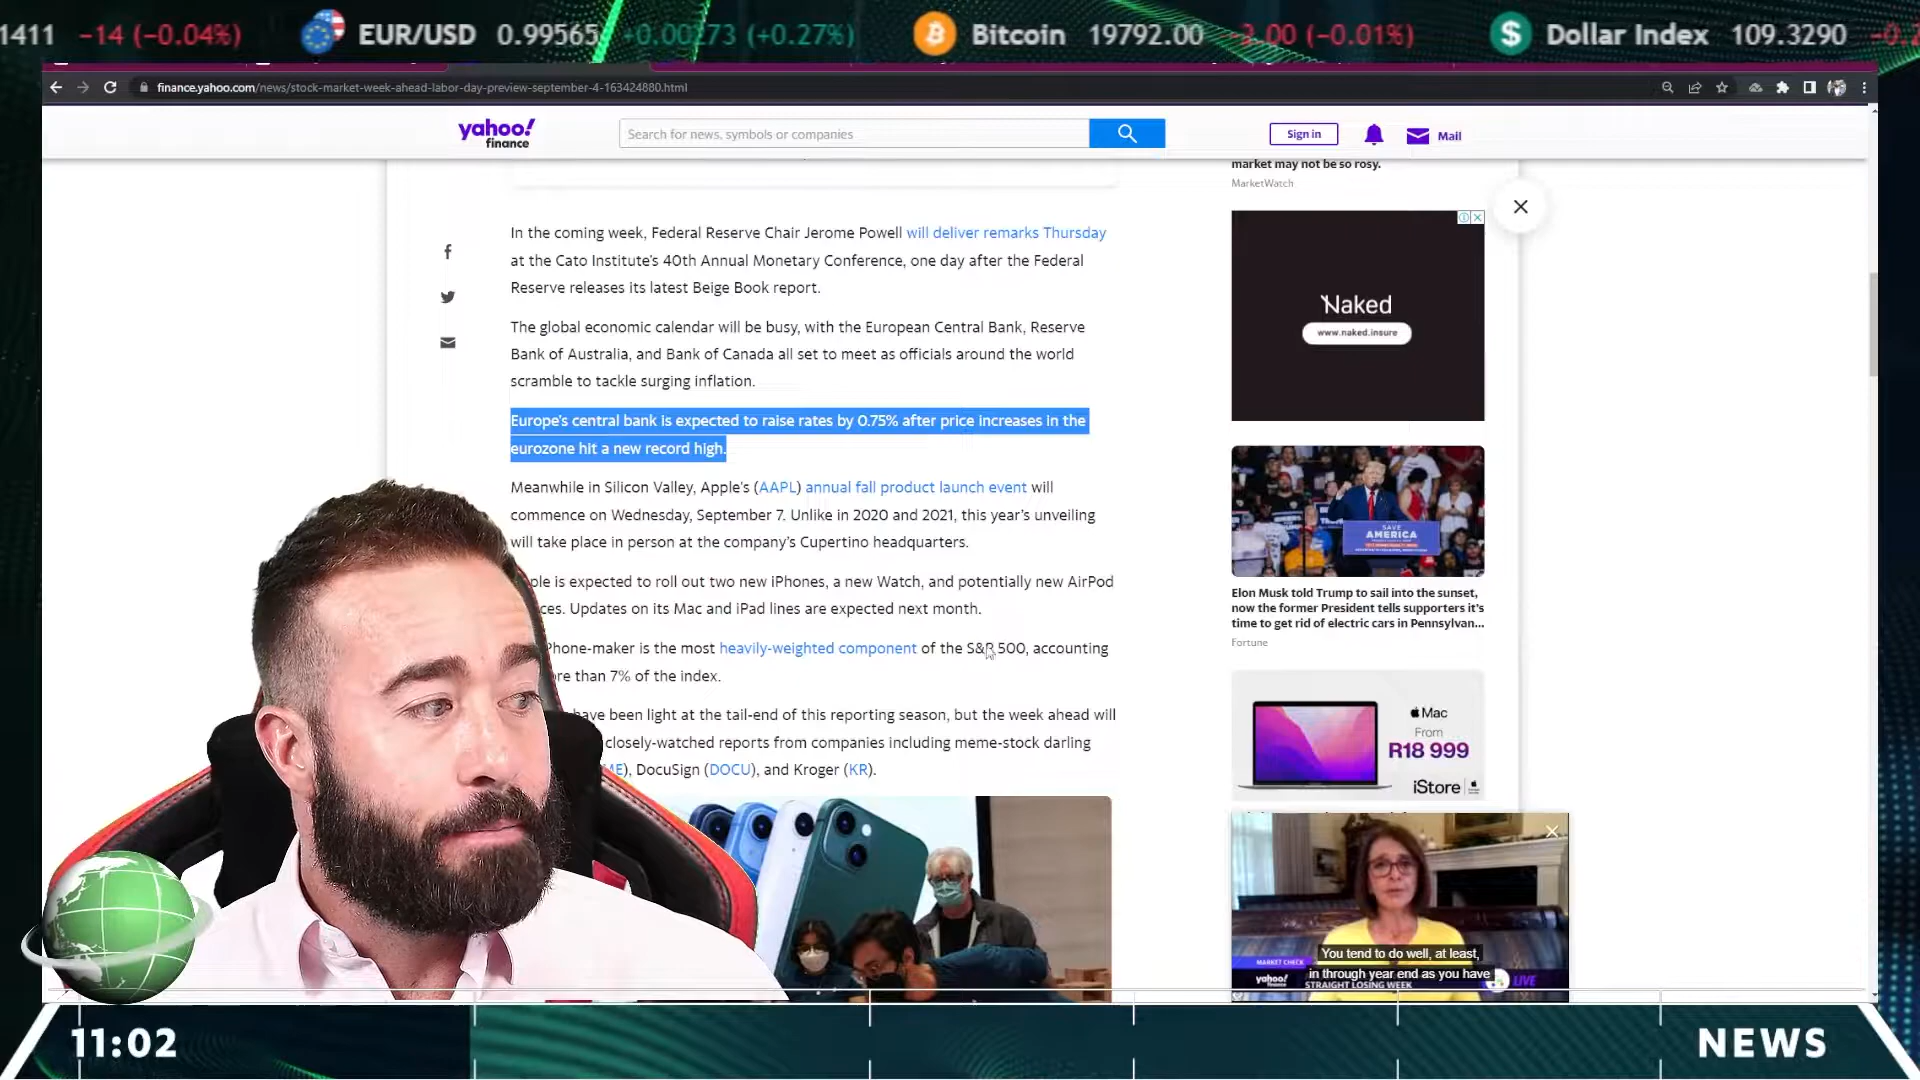 1411 -14 (-0.04%) EUR/USD 0.99565 +0.00273 (+0.27%) Bitcoin 19792.00 -3.00 (-0.01%) Dollar Index 109.3290
finance.yahoo.com/news/stock-market-week-ahead-labor-day-preview-september-4-163424880.html
yahoo!
finance
Search for news, symbols or companies
Sign in
Mail
In the coming week, Federal Reserve Chair Jerome Powell will deliver remarks Thursday
at the Cato Institute's 40th Annual Monetary Conference, one day after the Federal
Reserve releases its latest Beige Book report.
The global economic calendar will be busy, with the European Central Bank, Reserve
Bank of Australia, and Bank of Canada all set to meet as officials around the world
scramble to tackle surging inflation.
Europe's central bank is expected to raise rates by 0.75% after price increases in the
eurozone hit a new record high.
Meanwhile in Silicon Valley, Apple's (AAPL) annual fall product launch event will
commence on Wednesday, September 7. Unlike in 2020 and 2021, this year's unveiling
will take place in person at the company's Cupertino headquarters.
ple is expected to roll out two new iPhones, a new Watch, and potentially new AirPod
ces. Updates on its Mac and iPad lines are expected next month.
Phone-maker is the most heavily-weighted component of the S&P 500, accounting
re than 7% of the index.
have been light at the tail-end of this reporting season, but the week ahead will
closely-watched reports from companies including meme-stock darling
ME), DocuSign (DOCU), and Kroger (KR).
market may not be so rosy.
MarketWatch
Naked
www.naked.insure
SAVE
AMERICA
Elon Musk told Trump to sail into the sunset,
now the former President tells supporters it's
time to get rid of electric cars in Pennsylvan...
Fortune
Mac
From
R18 999
iStore
You tend to do well, at least,
in through year end as you have
MARKET CHECK
yahoo!
finance
STRAIGHT LOSING WEEK
LIVE
11:02
NEWS